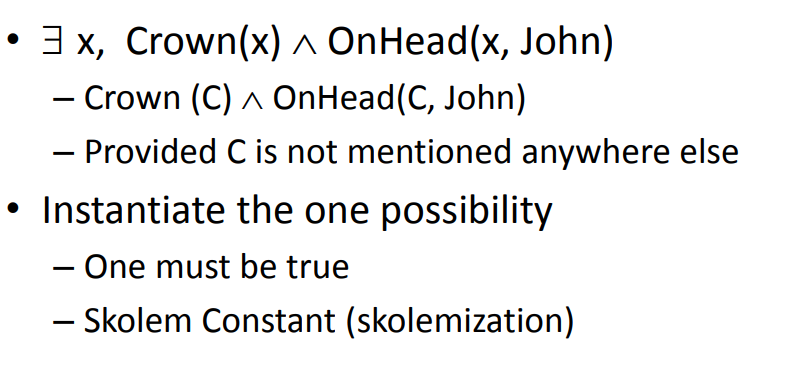 • ∃ x, Crown(x) ∧ OnHead(x, John)
– Crown (C) ∧ OnHead(C, John)
– Provided C is not mentioned anywhere else
• Instantiate the one possibility
– One must be true
– Skolem Constant (skolemization)